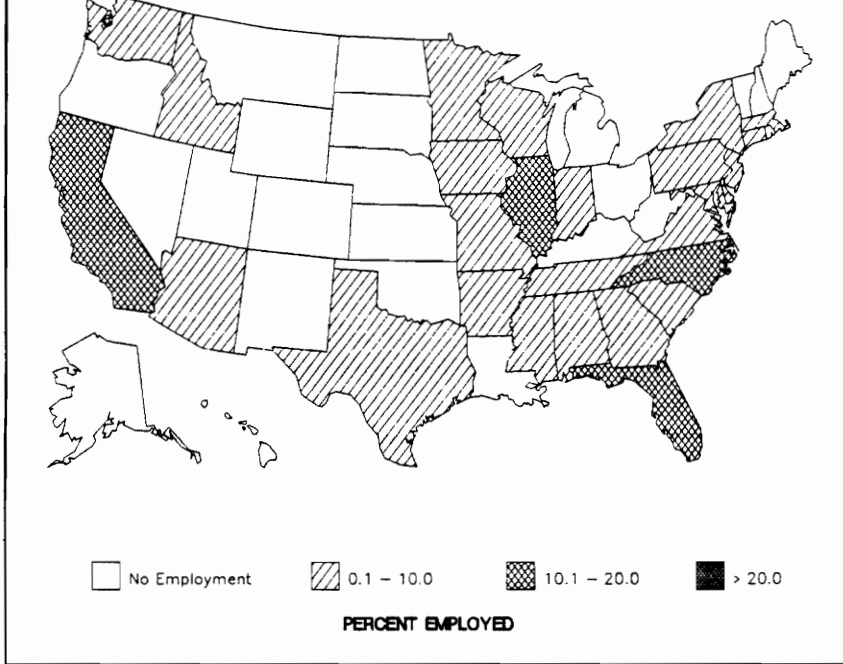 No Employment 0.1 – 10.0 10.1 – 20.0 > 20.0
PERCENT EMPLOYED